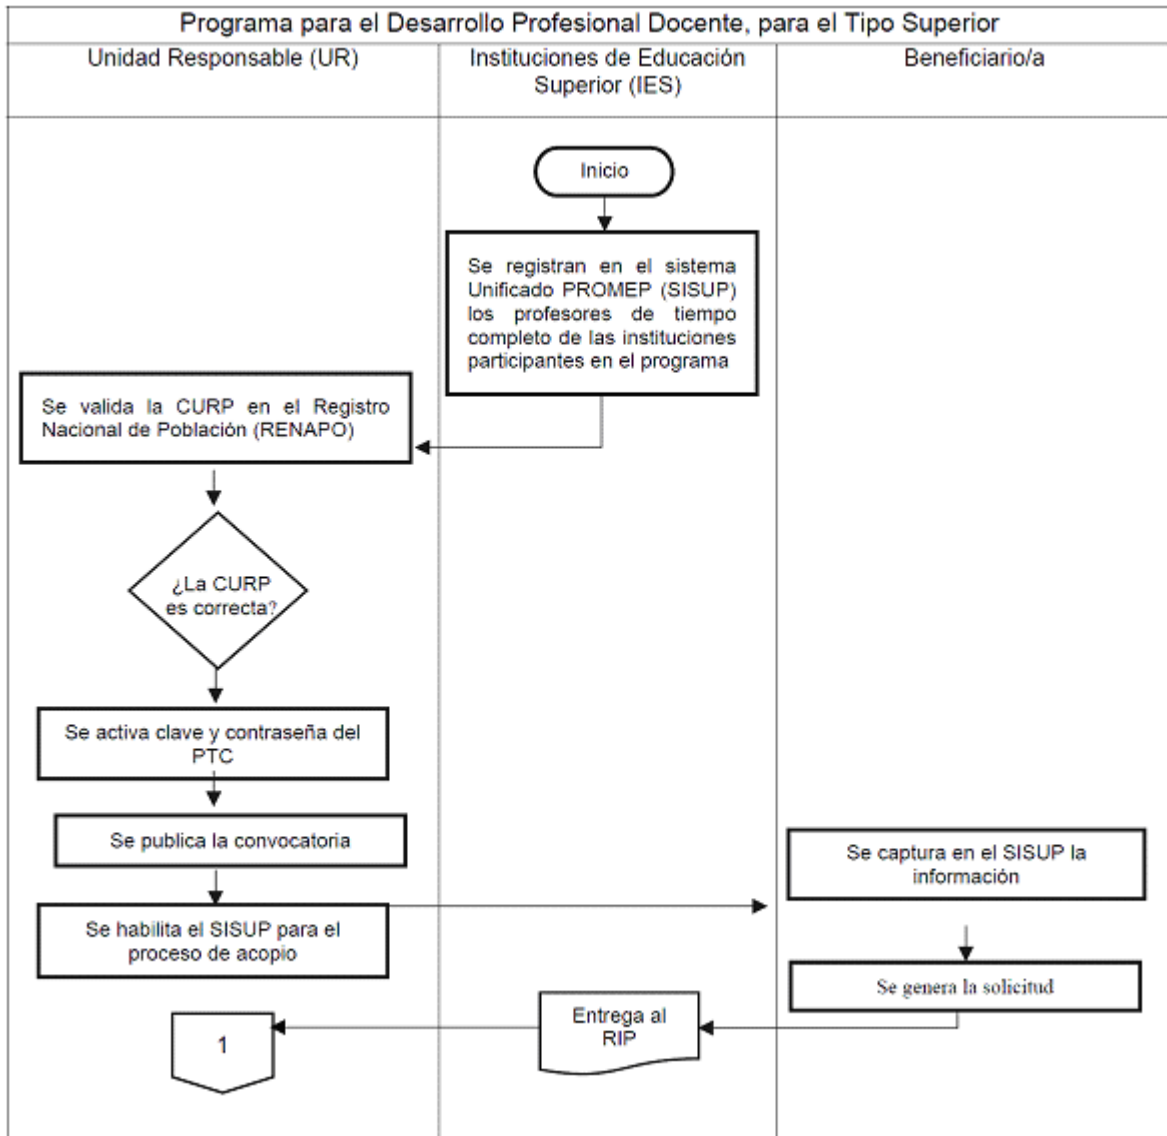 Programa para el Desarrollo Profesional Docente, para el Tipo Superior
Unidad Responsable (UR)
Instituciones de Educación
Superior (IES)
Beneficiario/a
Inicio
Se registran en el sistema
Unificado PROMEP (SISUP)
los profesores de tiempo
completo de las instituciones
participantes en el programa
Se valida la CURP en el Registro
Nacional de Población (RENAPO)
¿La CURP
es correcta?
Se activa clave y contraseña del
PTC
Se publica la convocatoria
Se habilita el SISUP para el
proceso de acopio
Se captura en el SISUP la
información
Se genera la solicitud
Entrega al
RIP
1